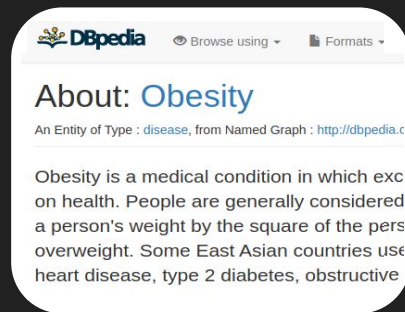 DBpedia Browse using Formats
About: Obesity
An Entity of Type : disease, from Named Graph : http://dbpedia.
Obesity is a medical condition in which exc
on health. People are generally considered
a person's weight by the square of the pers
overweight. Some East Asian countries use
heart disease, type 2 diabetes, obstructive